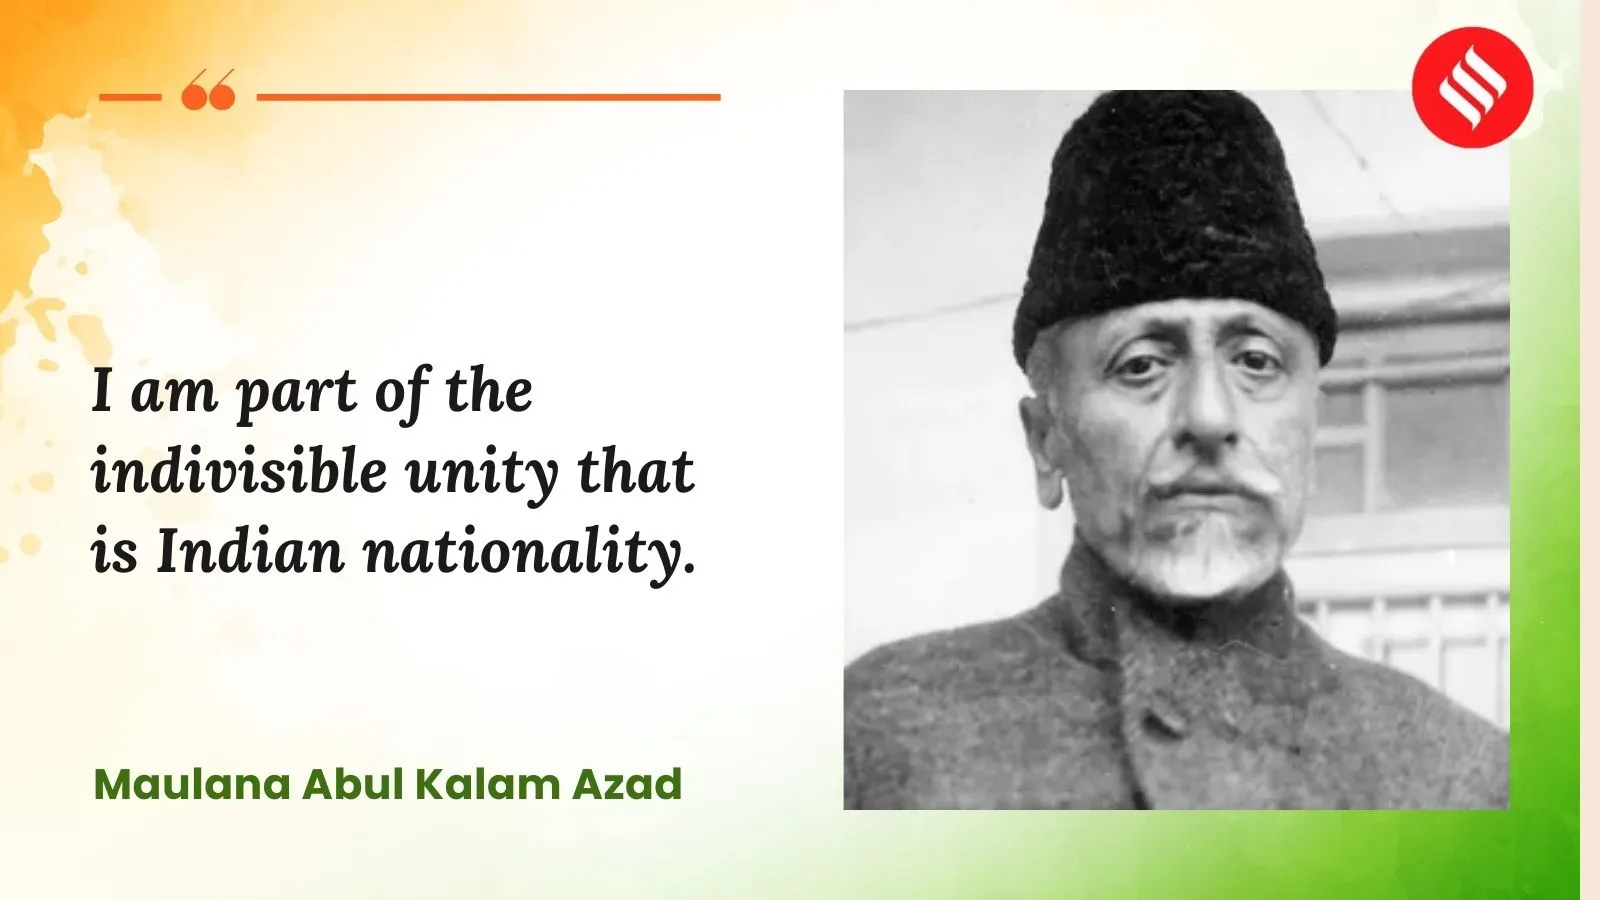 I am part of the
indivisible unity that
is Indian nationality.
Maulana Abul Kalam Azad